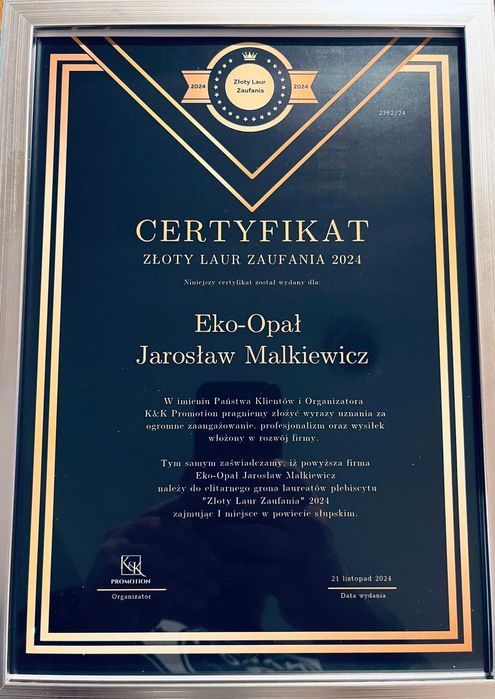 Złoty Laur
Zaufania
2024
2024
2362/24
CERTYFIKAT
ZŁOTY LAUR ZAUFANIA 2024
Niniejszy certyfikat został wydany dla:
Eko-Opał
Jarosław Malkiewicz
W imieniu Państwa Klientów i Organizatora
K&K Promotion pragniemy złożyć wyrazy uznania za
ogromne zaangażowanie, profesjonalizm oraz wysiłek
włożony w rozwój firmy.
Tym samym zaświadczamy, iż powyższa firma
Eko-Opał Jarosław Malkiewicz
należy do elitarnego grona laureatów plebiscytu
"Złoty Laur Zaufania" 2024
zajmując I miejsce w powiecie słupskim.
K&K
PROMOTION
Organizator
21 listopad 2024
Data wydania